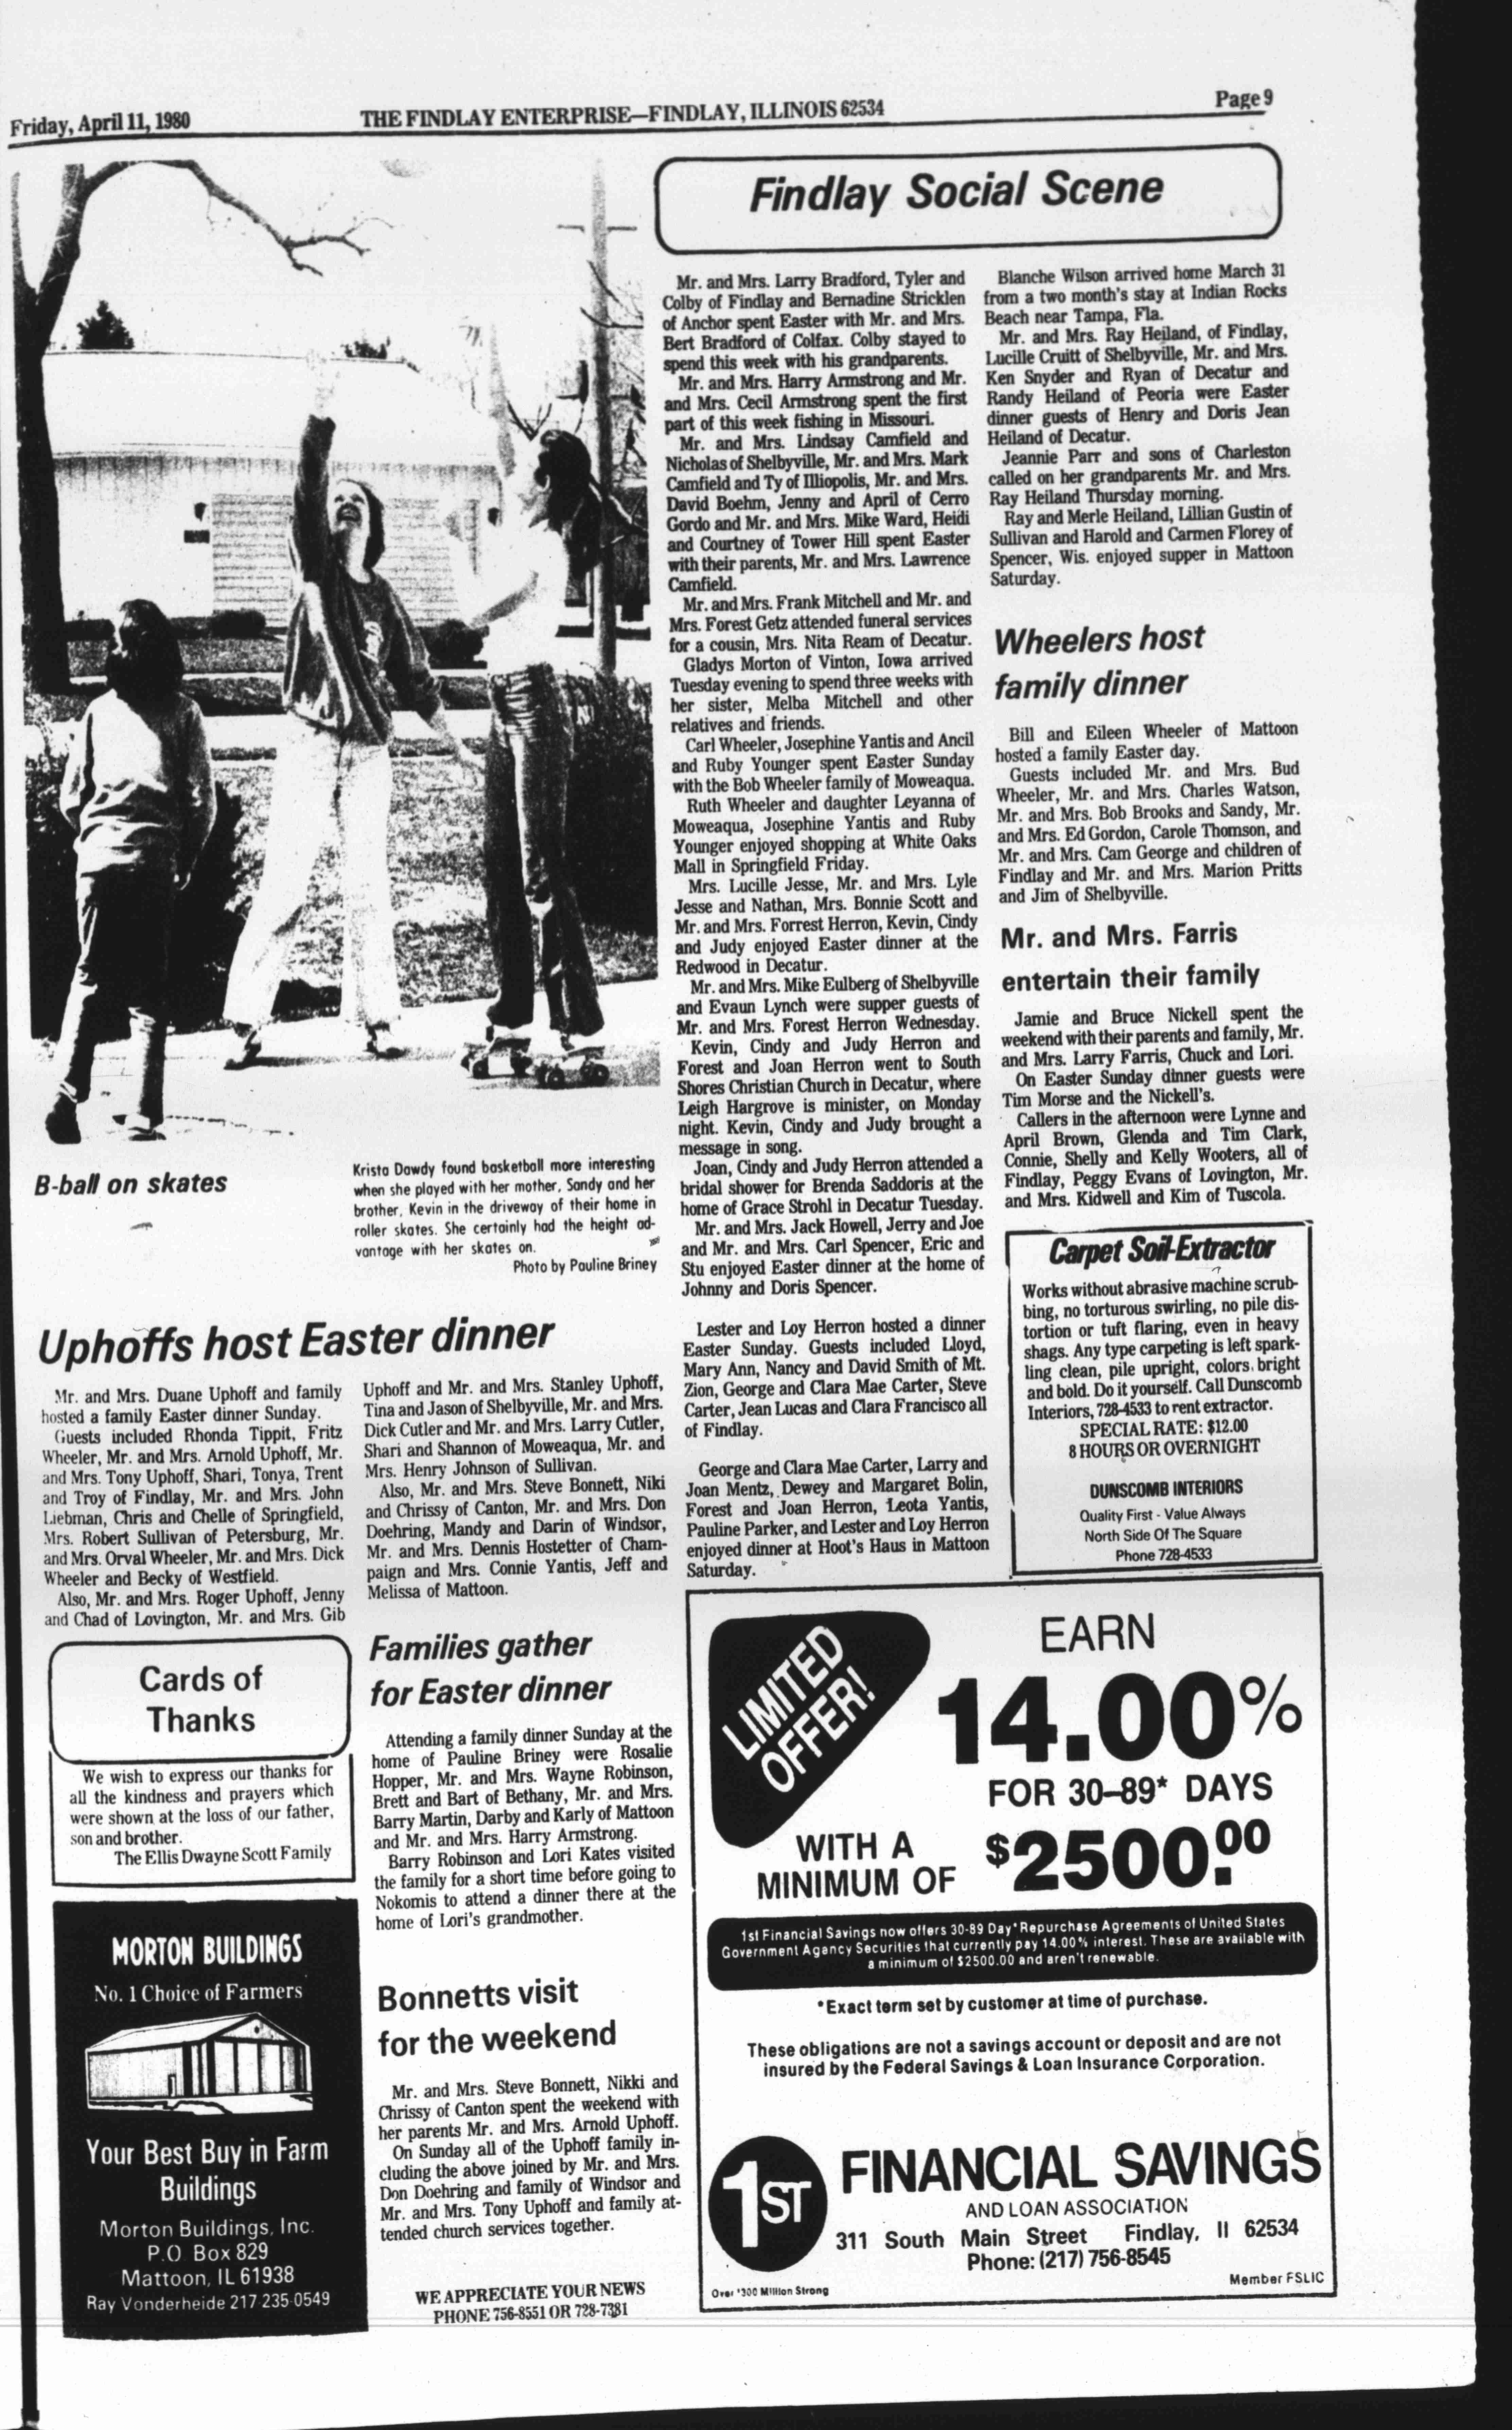 Friday, April 11, 1980
THE FINDLAY ENTERPRISE—FINDLAY, ILLINOIS 62534
Page 9
B-ball on skates
Krista Dowdy found basketball more interesting
when she played with her mother, Sandy and her
brother, Kevin in the driveway of their home in
roller skates. She certainly had the height ad-
vantage with her skates on.
Photo by Pauline Briney
Findlay Social Scene
Mr. and Mrs. Larry Bradford, Tyler and
Colby of Findlay and Bernadine Stricklen
of Anchor spent Easter with Mr. and Mrs.
Bert Bradford of Colfax. Colby stayed to
spend this week with his grandparents.
Mr. and Mrs. Harry Armstrong and Mr.
and Mrs. Cecil Armstrong spent the first
part of this week fishing in Missouri.
Mr. and Mrs. Lindsay Camfield and
Nicholas of Shelbyville, Mr. and Mrs. Mark
Camfield and Ty of Illiopolis, Mr. and Mrs.
David Boehm, Jenny and April of Cerro
Gordo and Mr. and Mrs. Mike Ward, Heidi
and Courtney of Tower Hill spent Easter
with their parents, Mr. and Mrs. Lawrence
Camfield.
Mr. and Mrs. Frank Mitchell and Mr. and
Mrs. Forest Getz attended funeral services
for a cousin, Mrs. Nita Ream of Decatur.
Gladys Morton of Vinton, Iowa arrived
Tuesday evening to spend three weeks with
her sister, Melba Mitchell and other
relatives and friends.
Carl Wheeler, Josephine Yantis and Ancil
and Ruby Younger spent Easter Sunday
with the Bob Wheeler family of Moweaqua.
Ruth Wheeler and daughter Leyanna of
Moweaqua, Josephine Yantis and Ruby
Younger enjoyed shopping at White Oaks
Mall in Springfield Friday.
Mrs. Lucille Jesse, Mr. and Mrs. Lyle
Jesse and Nathan, Mrs. Bonnie Scott and
Mr. and Mrs. Forrest Herron, Kevin, Cindy
and Judy enjoyed Easter dinner at the
Redwood in Decatur.
Mr. and Mrs. Mike Eulberg of Shelbyville
and Evaun Lynch were supper guests of
Mr. and Mrs. Forest Herron Wednesday.
Kevin, Cindy and Judy Herron and
Forest and Joan Herron went to South
Shores Christian Church in Decatur, where
Leigh Hargrove is minister, on Monday
night. Kevin, Cindy and Judy brought a
message in song.
Joan, Cindy and Judy Herron attended a
bridal shower for Brenda Saddoris at the
home of Grace Strohl in Decatur Tuesday.
Mr. and Mrs. Jack Howell, Jerry and Joe
and Mr. and Mrs. Carl Spencer, Eric and
Stu enjoyed Easter dinner at the home of
Johnny and Doris Spencer.
Lester and Loy Herron hosted a dinner
Easter Sunday. Guests included Lloyd,
Mary Ann, Nancy and David Smith of Mt.
Zion, George and Clara Mae Carter, Steve
Carter, Jean Lucas and Clara Francisco all
of Findlay.
George and Clara Mae Carter, Larry and
Joan Mentz, Dewey and Margaret Bolin,
Forest and Joan Herron, Leota Yantis,
Pauline Parker, and Lester and Loy Herron
enjoyed dinner at Hoot's Haus in Mattoon
Saturday.
Blanche Wilson arrived home March 31
from a two month's stay at Indian Rocks
Beach near Tampa, Fla.
Mr. and Mrs. Ray Heiland, of Findlay,
Lucille Cruitt of Shelbyville, Mr. and Mrs.
Ken Snyder and Ryan of Decatur and
Randy Heiland of Peoria were Easter
dinner guests of Henry and Doris Jean
Heiland of Decatur.
Jeannie Parr and sons of Charleston
called on her grandparents Mr. and Mrs.
Ray Heiland Thursday morning.
Ray and Merle Heiland, Lillian Gustin of
Sullivan and Harold and Carmen Florey of
Spencer, Wis. enjoyed supper in Mattoon
Saturday.
Wheelers host
family dinner
Bill and Eileen Wheeler of Mattoon
hosted a family Easter day.
Guests included Mr. and Mrs. Bud
Wheeler, Mr. and Mrs. Charles Watson,
Mr. and Mrs. Bob Brooks and Sandy, Mr.
and Mrs. Ed Gordon, Carole Thomson, and
Mr. and Mrs. Cam George and children of
Findlay and Mr. and Mrs. Marion Pritts
and Jim of Shelbyville.
Mr. and Mrs. Farris
entertain their family
Jamie and Bruce Nickell spent the
weekend with their parents and family, Mr.
and Mrs. Larry Farris, Chuck and Lori.
On Easter Sunday dinner guests were
Tim Morse and the Nickell's.
Callers in the afternoon were Lynne and
April Brown, Glenda and Tim Clark,
Connie, Shelly and Kelly Wooters, all of
Findlay, Peggy Evans of Lovington, Mr.
and Mrs. Kidwell and Kim of Tuscola.
Carpet Soil-Extractor
Works without abrasive machine scrub-
bing, no torturous swirling, no pile dis-
tortion or tuft flaring, even in heavy
shags. Any type carpeting is left spark-
ling clean, pile upright, colors bright
and bold. Do it yourself. Call Dunscomb
Interiors, 728-4533 to rent extractor.
SPECIAL RATE: $12.00
8 HOURS OR OVERNIGHT
DUNSCOMB INTERIORS
Quality First - Value Always
North Side Of The Square
Phone 728-4533
Uphoffs host Easter dinner
Mr. and Mrs. Duane Uphoff and family
hosted a family Easter dinner Sunday.
Guests included Rhonda Tippit, Fritz
Wheeler, Mr. and Mrs. Arnold Uphoff, Mr.
and Mrs. Tony Uphoff, Shari, Tonya, Trent
and Troy of Findlay, Mr. and Mrs. John
Liebman, Chris and Chelle of Springfield,
Mrs. Robert Sullivan of Petersburg, Mr.
and Mrs. Orval Wheeler, Mr. and Mrs. Dick
Wheeler and Becky of Westfield.
Also, Mr. and Mrs. Roger Uphoff, Jenny
and Chad of Lovington, Mr. and Mrs. Gib
Uphoff and Mr. and Mrs. Stanley Uphoff,
Tina and Jason of Shelbyville, Mr. and Mrs.
Dick Cutler and Mr. and Mrs. Larry Cutler,
Shari and Shannon of Moweaqua, Mr. and
Mrs. Henry Johnson of Sullivan.
Also, Mr. and Mrs. Steve Bonnett, Niki
and Chrissy of Canton, Mr. and Mrs. Don
Doehring, Mandy and Darin of Windsor,
Mr. and Mrs. Dennis Hostetter of Cham-
paign and Mrs. Connie Yantis, Jeff and
Melissa of Mattoon.
Cards of
Thanks
We wish to express our thanks for
all the kindness and prayers which
were shown at the loss of our father,
son and brother.
The Ellis Dwayne Scott Family
MORTON BUILDINGS
No. 1 Choice of Farmers
Your Best Buy in Farm
Buildings
Morton Buildings, Inc.
P.O. Box 829
Mattoon, IL 61938
Ray Vonderheide 217-235-0549
Families gather
for Easter dinner
Attending a family dinner Sunday at the
home of Pauline Briney were Rosalie
Hopper, Mr. and Mrs. Wayne Robinson,
Brett and Bart of Bethany, Mr. and Mrs.
Barry Martin, Darby and Karly of Mattoon
and Mr. and Mrs. Harry Armstrong.
Barry Robinson and Lori Kates visited
the family for a short time before going to
Nokomis to attend a dinner there at the
home of Lori's grandmother.
Bonnetts visit
for the weekend
Mr. and Mrs. Steve Bonnett, Nikki and
Chrissy of Canton spent the weekend with
her parents Mr. and Mrs. Arnold Uphoff.
On Sunday all of the Uphoff family in-
cluding the above joined by Mr. and Mrs.
Don Doehring and family of Windsor and
Mr. and Mrs. Tony Uphoff and family at-
tended church services together.
WE APPRECIATE YOUR NEWS
PHONE 756-8551 OR 728-7381
LIMITED
OFFER!
EARN
14.00%
FOR 30–89* DAYS
WITH A
MINIMUM OF
$2500.00
1st Financial Savings now offers 30-89 Day* Repurchase Agreements of United States
Government Agency Securities that currently pay 14.00% interest. These are available with
a minimum of $2500.00 and aren't renewable.
*Exact term set by customer at time of purchase.
These obligations are not a savings account or deposit and are not
insured by the Federal Savings & Loan Insurance Corporation.
1ST
FINANCIAL SAVINGS
AND LOAN ASSOCIATION
311 South Main Street Findlay, Il 62534
Phone: (217) 756-8545
Over $300 Million Strong
Member FSLIC